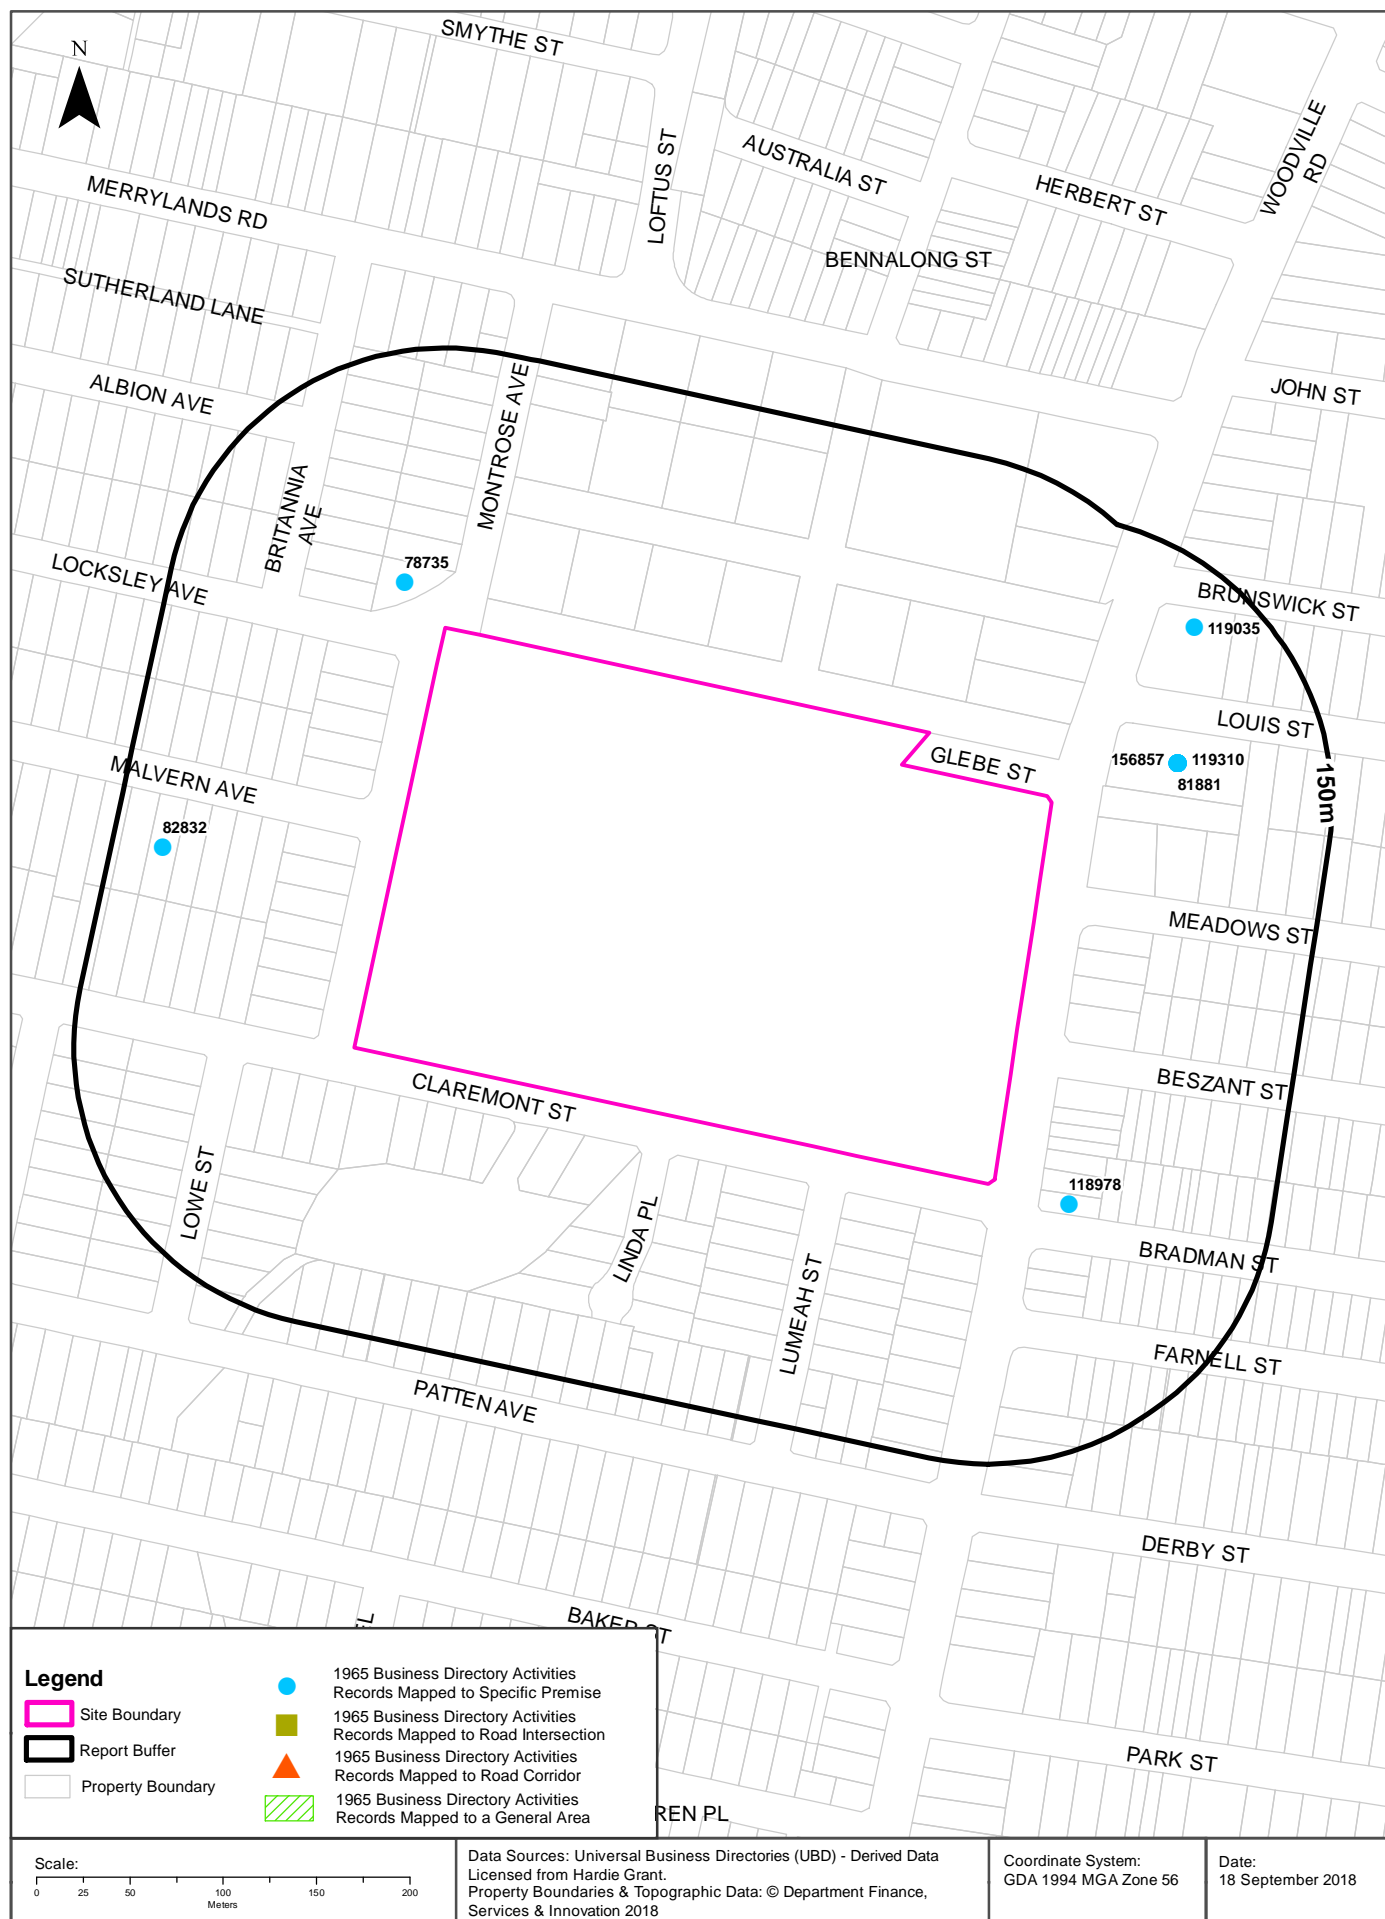 SMYTHE ST
N
LOFTUS ST
AUSTRALIA ST
WOODVILLE
RD
HERBERT ST
MERRYLANDS RD
BENNALONG ST
SUTHERLAND LANE
ALBION AVE
JOHN ST
MONTROSE AVE
BRITANNIA
AVE
78735
LOCKSLEY AVE
BRUNSWICK ST
119035
LOUIS ST
GLEBE ST
156857
119310
81881
150m
MALVERN AVE
82832
MEADOWS ST
BESZANT ST
CLAREMONT ST
LOWE ST
118978
LINDA PL
BRADMAN ST
LUMEAH ST
FARNELL ST
PATTEN AVE
DERBY ST
BAKER ST
EL
PARK ST
REN PL
Legend
Site Boundary
Report Buffer
Property Boundary
1965 Business Directory Activities
Records Mapped to Specific Premise
1965 Business Directory Activities
Records Mapped to Road Intersection
1965 Business Directory Activities
Records Mapped to Road Corridor
1965 Business Directory Activities
Records Mapped to a General Area
Scale:
0 25 50 100 150 200
Meters
Data Sources: Universal Business Directories (UBD) - Derived Data
Licensed from Hardie Grant.
Property Boundaries & Topographic Data: © Department Finance,
Services & Innovation 2018
Coordinate System:
GDA 1994 MGA Zone 56
Date:
18 September 2018